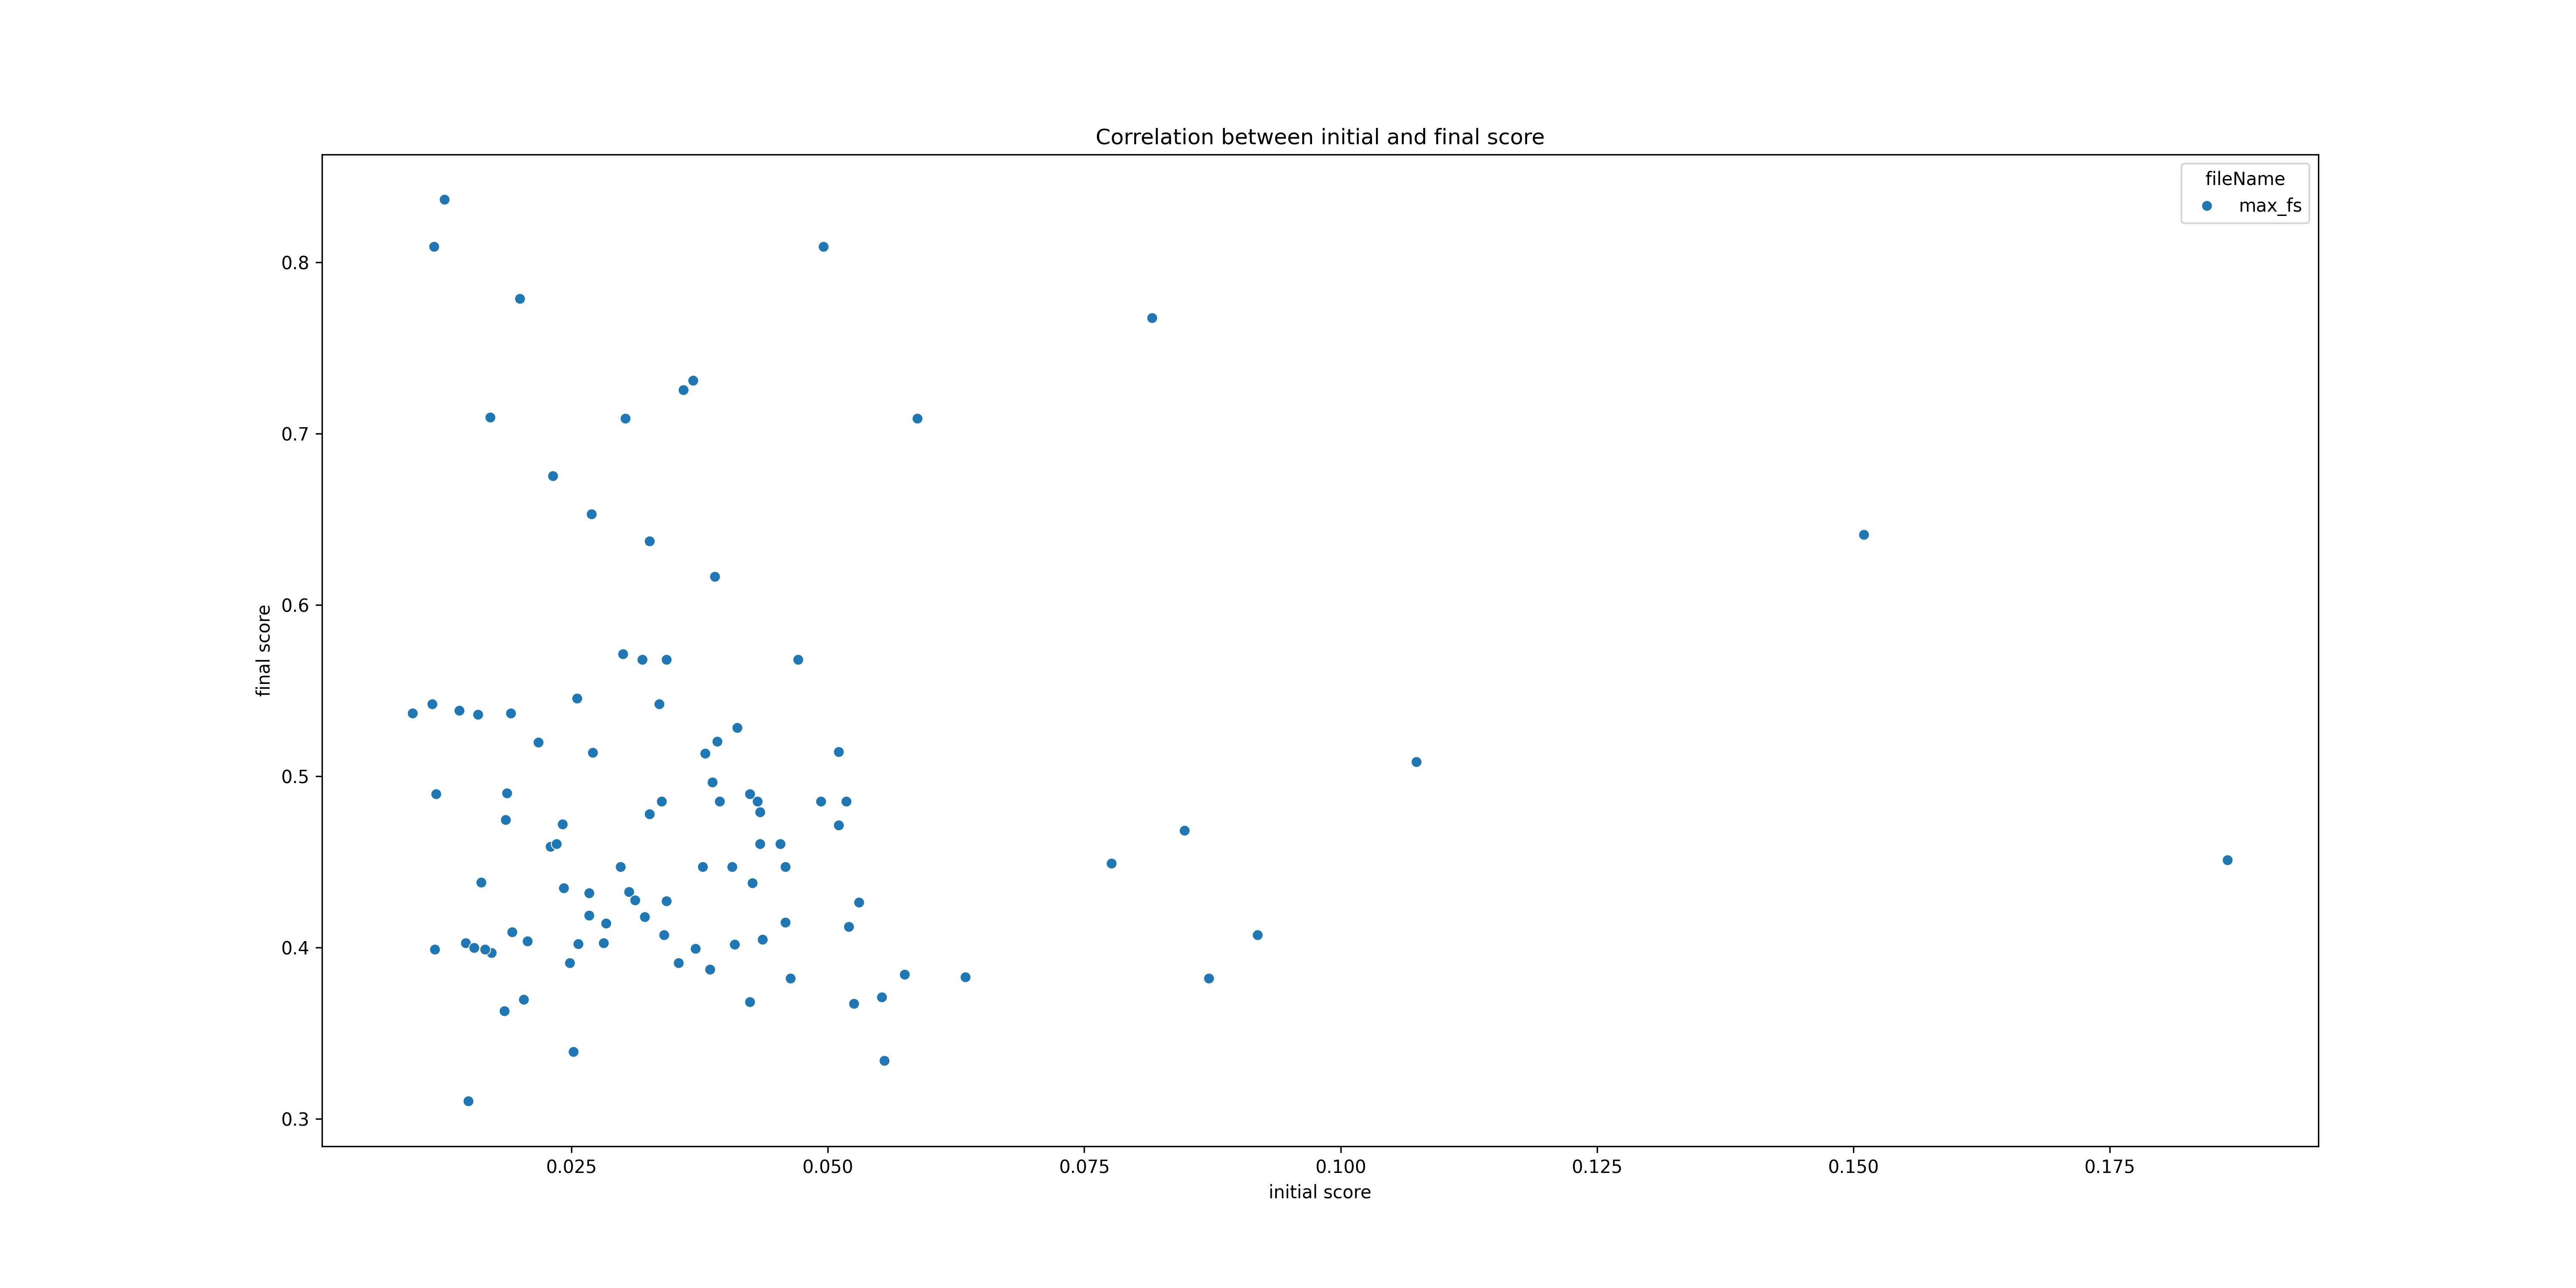 Correlation between initial and final score
fileName
max_fs
0.8
0.7
0.6
0.5
0.4
0.3
final score
0.025 0.050 0.075 0.100 0.125 0.150 0.175
initial score